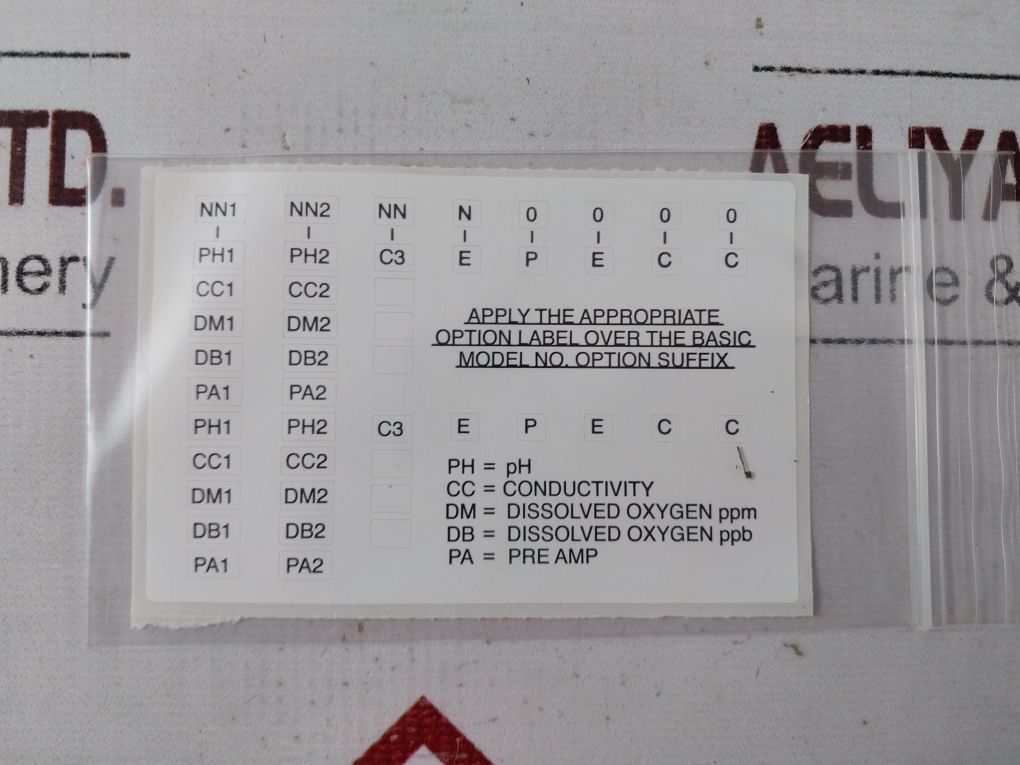 TD.
AELIYA
nery
arine &
NN1 NN2 NN N 0 0 0 0
PH1 PH2 C3 E P E C C
CC1 CC2
DM1 DM2
DB1 DB2
PA1 PA2
APPLY THE APPROPRIATE
OPTION LABEL OVER THE BASIC
MODEL NO. OPTION SUFFIX
PH1 PH2 C3 E P E C C
CC1 CC2
DM1 DM2
DB1 DB2
PA1 PA2
PH = pH
CC = CONDUCTIVITY
DM = DISSOLVED OXYGEN ppm
DB = DISSOLVED OXYGEN ppb
PA = PRE AMP